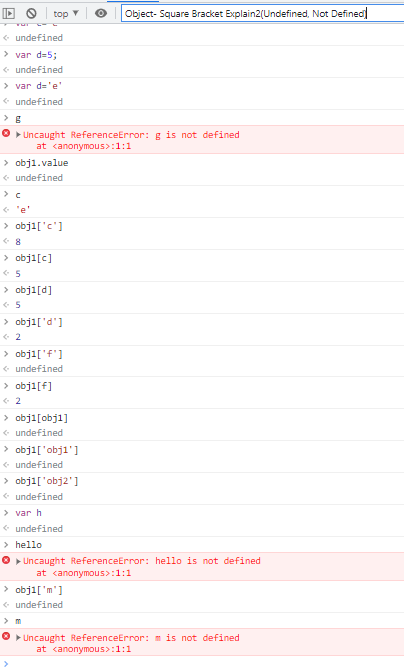 top ▼ Object- Square Bracket Explain2(Undefined, Not Defined)
undefined
var d=5;
undefined
var d='e'
undefined
g
Uncaught ReferenceError: g is not defined
at <anonymous>:1:1
obj1.value
undefined
c
'e'
obj1['c']
8
obj1[c]
5
obj1[d]
5
obj1['d']
2
obj1['f']
undefined
obj1[f]
2
obj1[obj1]
undefined
obj1['obj1']
undefined
obj1['obj2']
undefined
var h
undefined
hello
Uncaught ReferenceError: hello is not defined
at <anonymous>:1:1
obj1['m']
undefined
m
Uncaught ReferenceError: m is not defined
at <anonymous>:1:1